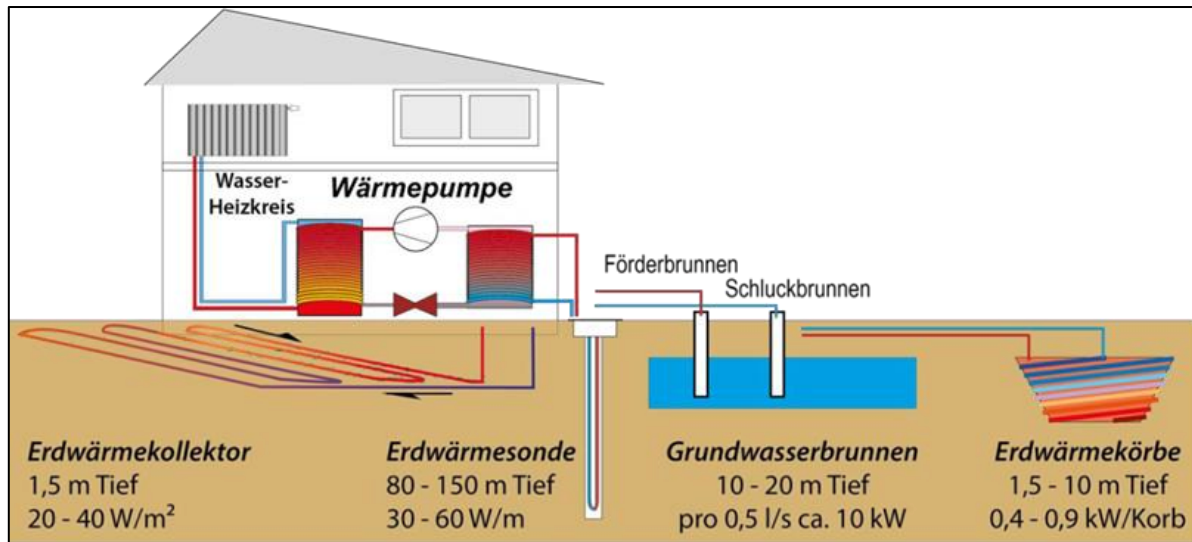 Wasser-
Heizkreis
Wärmepumpe
Förderbrunnen
Schluckbrunnen
Erdwärmekollektor
1,5 m Tief
20 - 40 W/m²
Erdwärmesonde
80 - 150 m Tief
30 - 60 W/m
Grundwasserbrunnen
10 - 20 m Tief
pro 0,5 l/s ca. 10 kW
Erdwärmekörbe
1,5 - 10 m Tief
0,4 - 0,9 kW/Korb